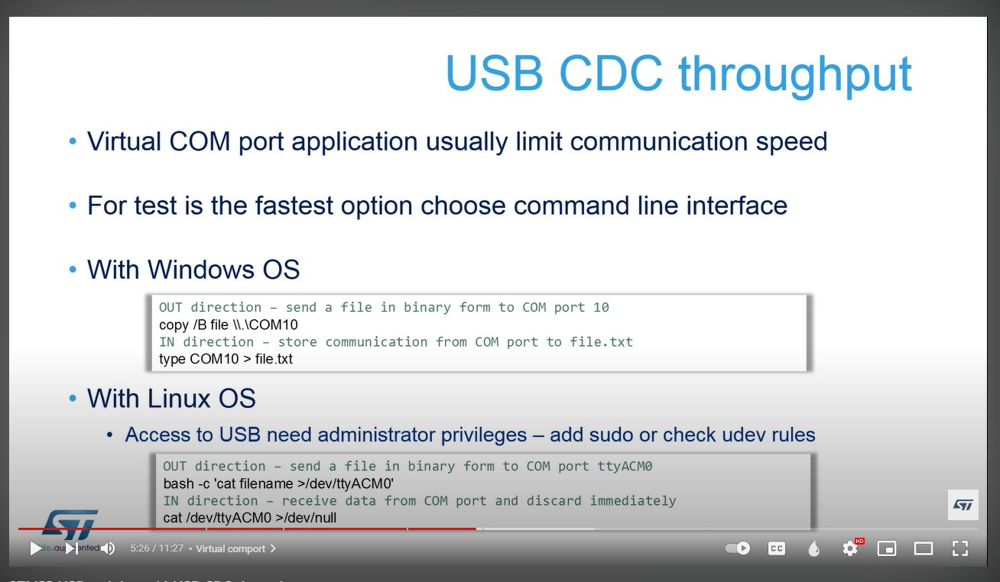 USB CDC throughput
• Virtual COM port application usually limit communication speed
• For test is the fastest option choose command line interface
• With Windows OS
OUT direction – send a file in binary form to COM port 10
copy /B file \\.\COM10
IN direction – store communication from COM port to file.txt
type COM10 > file.txt
• With Linux OS
• Access to USB need administrator privileges – add sudo or check udev rules
OUT direction – send a file in binary form to COM port ttyACM0
bash -c 'cat filename >/dev/ttyACM0'
IN direction – receive data from COM port and discard immediately
cat /dev/ttyACM0 >/dev/null
ST
life.augmented
5:26 / 11:27 • Virtual comport
CC
HD
ST